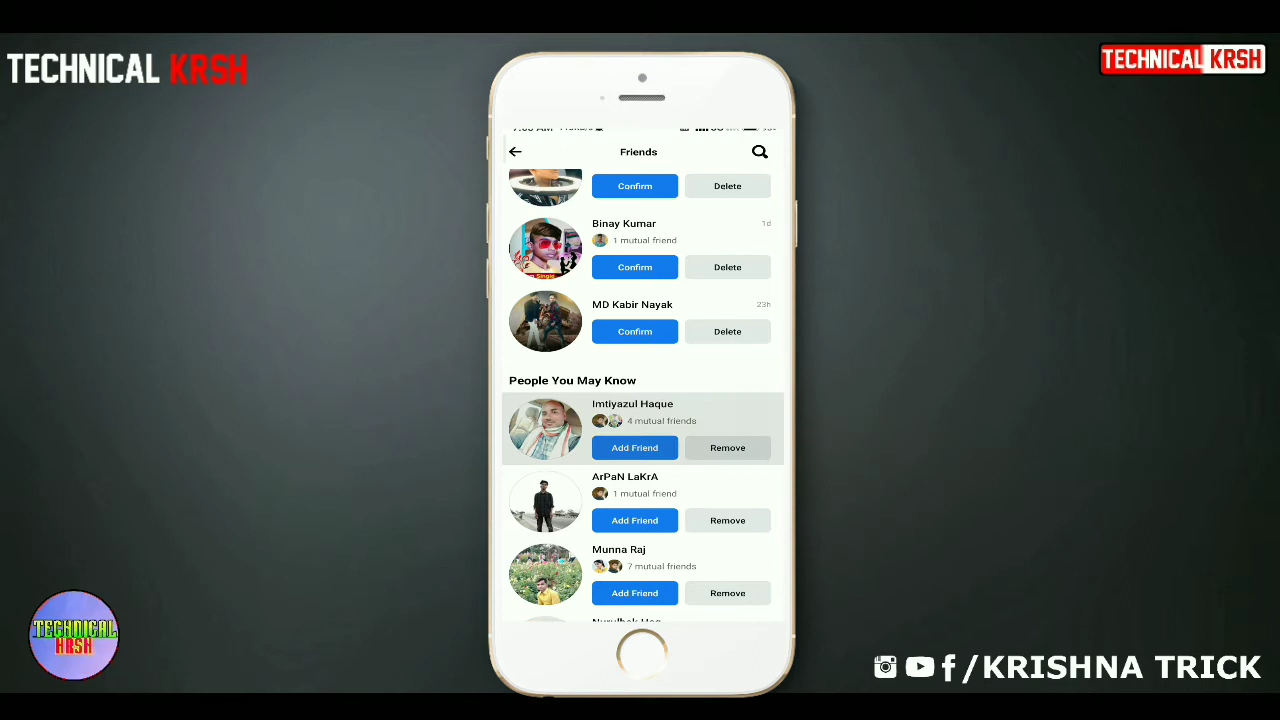 TECHNICAL KRSH
TECHNICAL KRSH
Friends
Confirm
Delete
Binay Kumar
1d
1 mutual friend
Confirm
Delete
MD Kabir Nayak
23h
Confirm
Delete
People You May Know
Imtiyazul Haque
4 mutual friends
Add Friend
Remove
ArPaN LaKrA
1 mutual friend
Add Friend
Remove
Munna Raj
7 mutual friends
Add Friend
Remove
TECHNICAL
KRSH
/KRISHNA TRICK